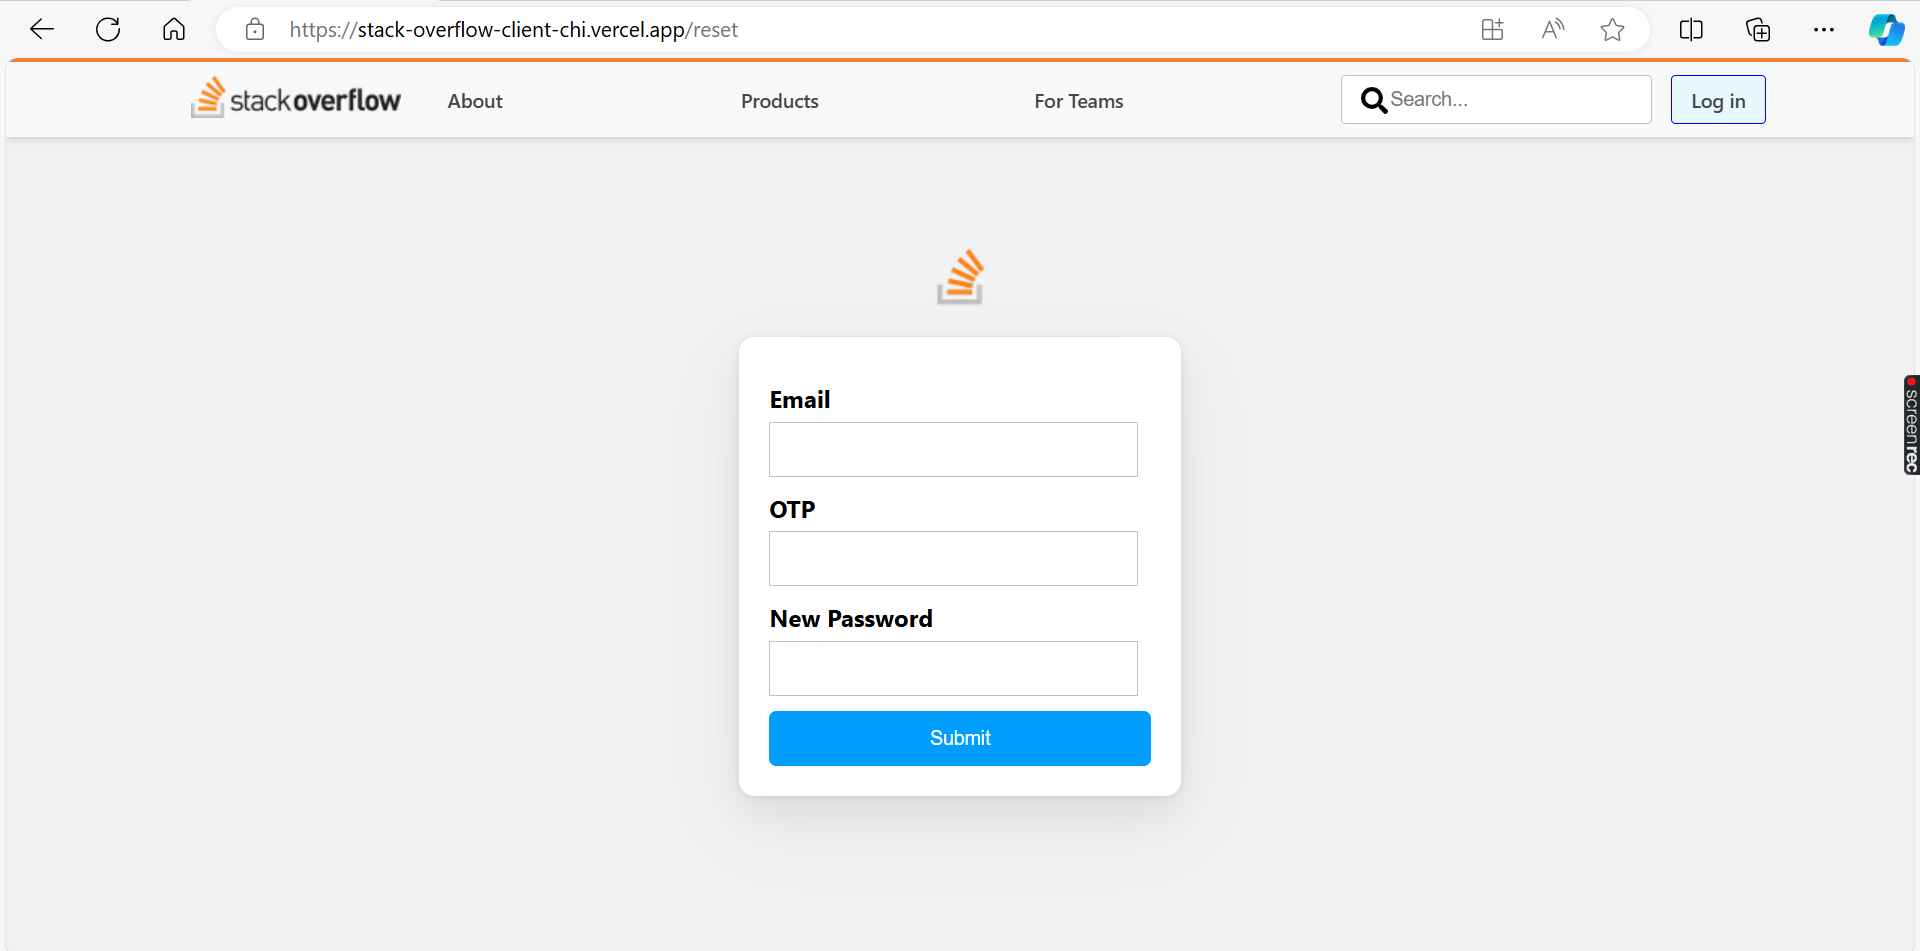 https://stack-overflow-client-chi.vercel.app/reset
stackoverflow About Products For Teams Search... Log in
Email
OTP
New Password
Submit
screenrec